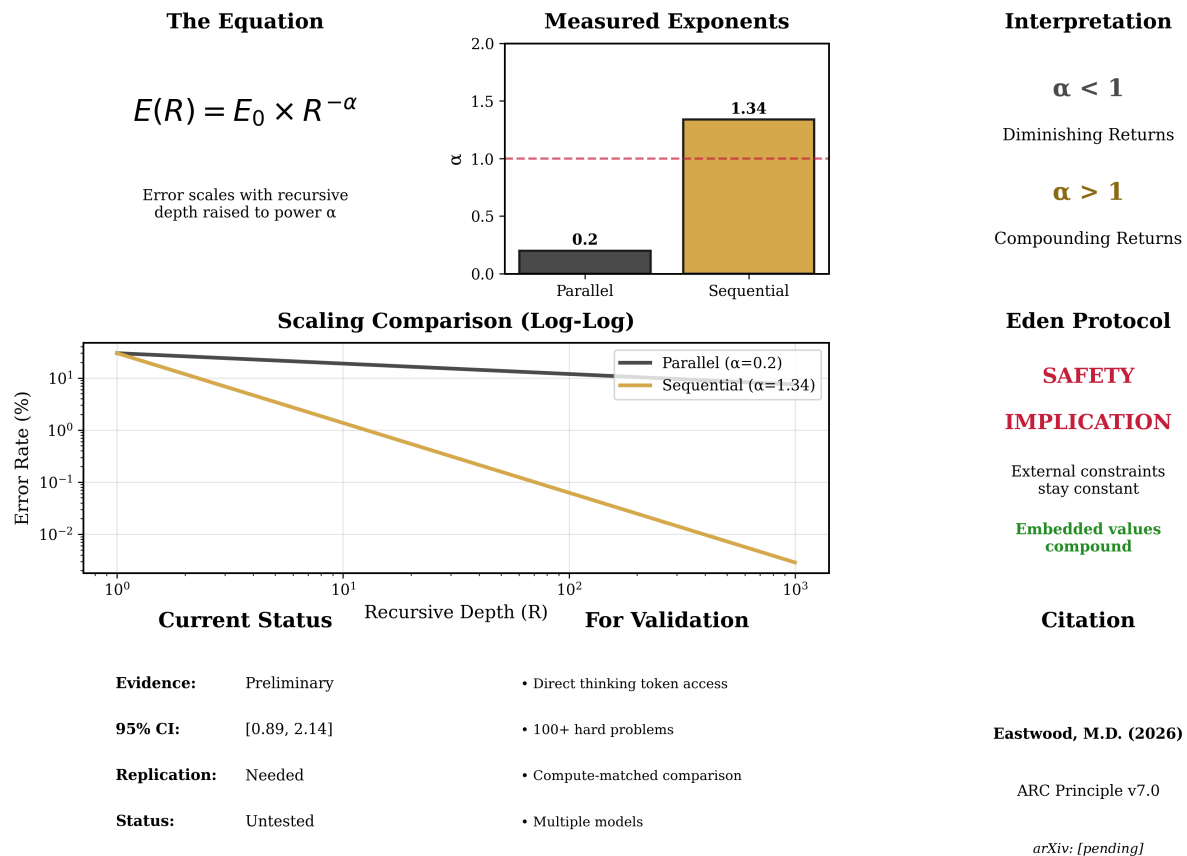 The Equation
E(R) = E₀ × R⁻ᵅ
Error scales with recursive
depth raised to power α
Measured Exponents
α
2.0
1.5
1.0
0.5
0.0
0.2
1.34
Parallel
Sequential
Interpretation
α < 1
Diminishing Returns
α > 1
Compounding Returns
Scaling Comparison (Log-Log)
Error Rate (%)
10¹
10⁰
10⁻¹
10⁻²
Parallel (α=0.2)
Sequential (α=1.34)
10⁰
10¹
10²
10³
Recursive Depth (R)
Eden Protocol
SAFETY
IMPLICATION
External constraints
stay constant
Embedded values
compound
Current Status
Evidence: Preliminary
95% CI: [0.89, 2.14]
Replication: Needed
Status: Untested
For Validation
• Direct thinking token access
• 100+ hard problems
• Compute-matched comparison
• Multiple models
Citation
Eastwood, M.D. (2026)
ARC Principle v7.0
arXiv: [pending]